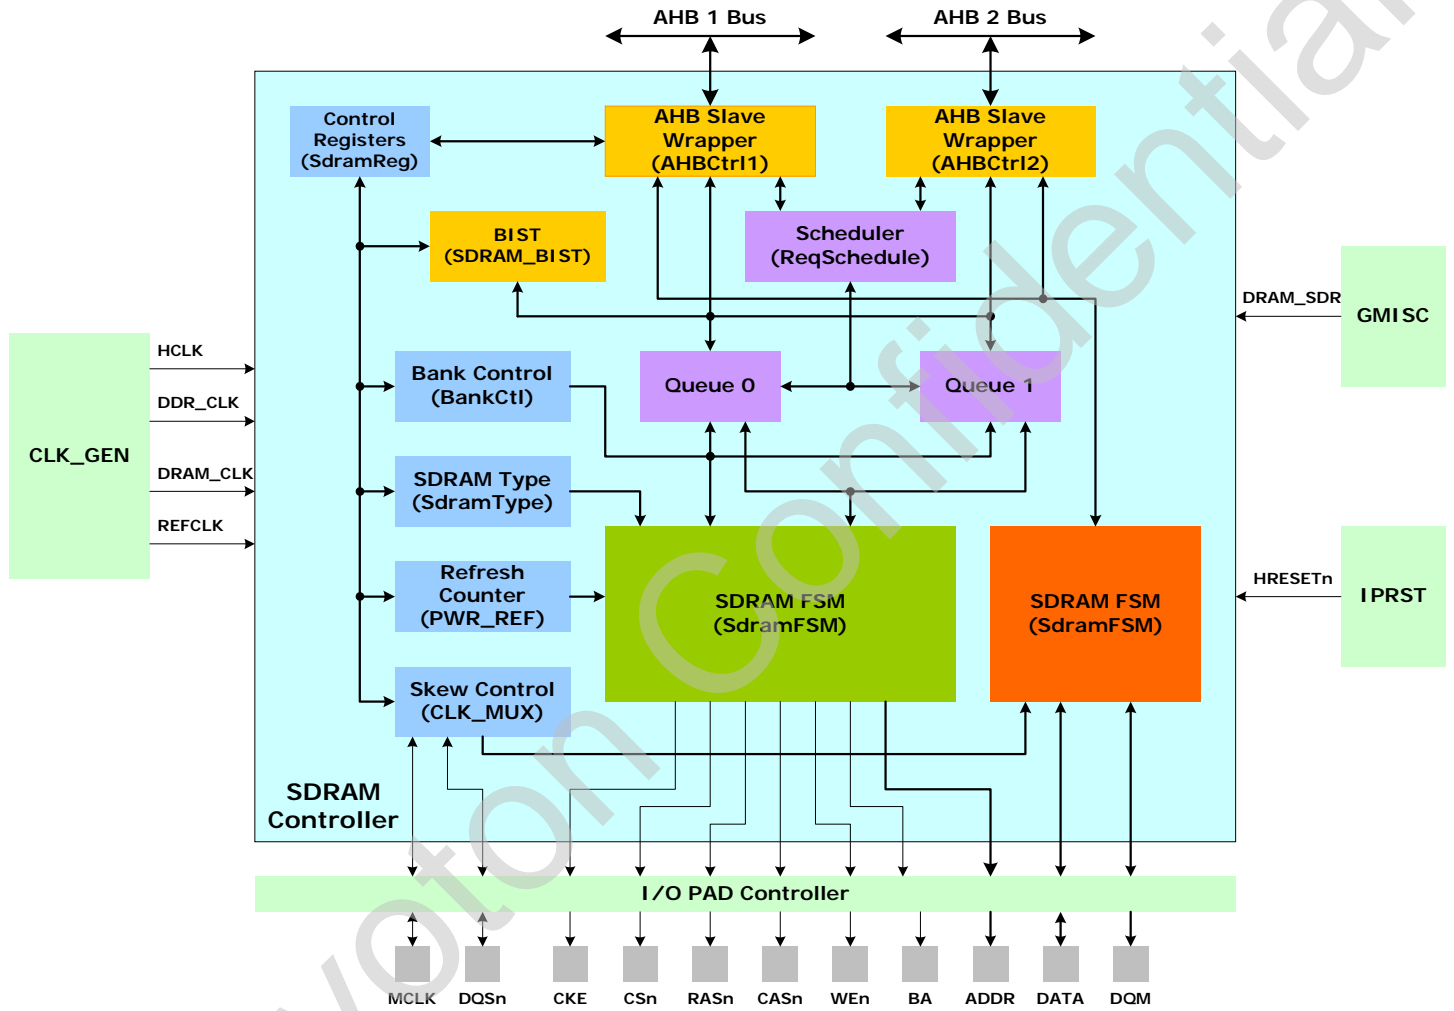 AHB 1 Bus
AHB 2 Bus
Control
Registers
(SdramReg)
AHB Slave
Wrapper
(AHBCtrl1)
AHB Slave
Wrapper
(AHBCtrl2)
BIST
(SDRAM_BIST)
Scheduler
(ReqSchedule)
DRAM_SDR
GMISC
HCLK
DDR_CLK
CLK_GEN
DRAM_CLK
REFCLK
Bank Control
(BankCtl)
Queue 0
Queue 1
SDRAM Type
(SdramType)
Refresh
Counter
(PWR_REF)
SDRAM FSM
(SdramFSM)
SDRAM FSM
(SdramFSM)
HRESETn
IPRST
Skew Control
(CLK_MUX)
SDRAM
Controller
I/O PAD Controller
MCLK
DQSn
CKE
CSn
RASn
CASn
WEn
BA
ADDR
DATA
DQM
voton Confidential